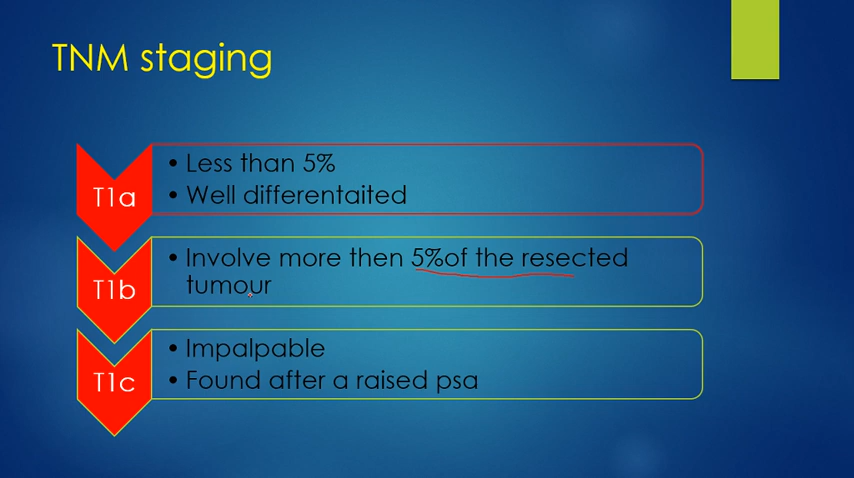 TNM staging
T1a
• Less than 5%
• Well differentaited
T1b
• Involve more then 5%of the resected
tumour
T1c
• Impalpable
• Found after a raised psa